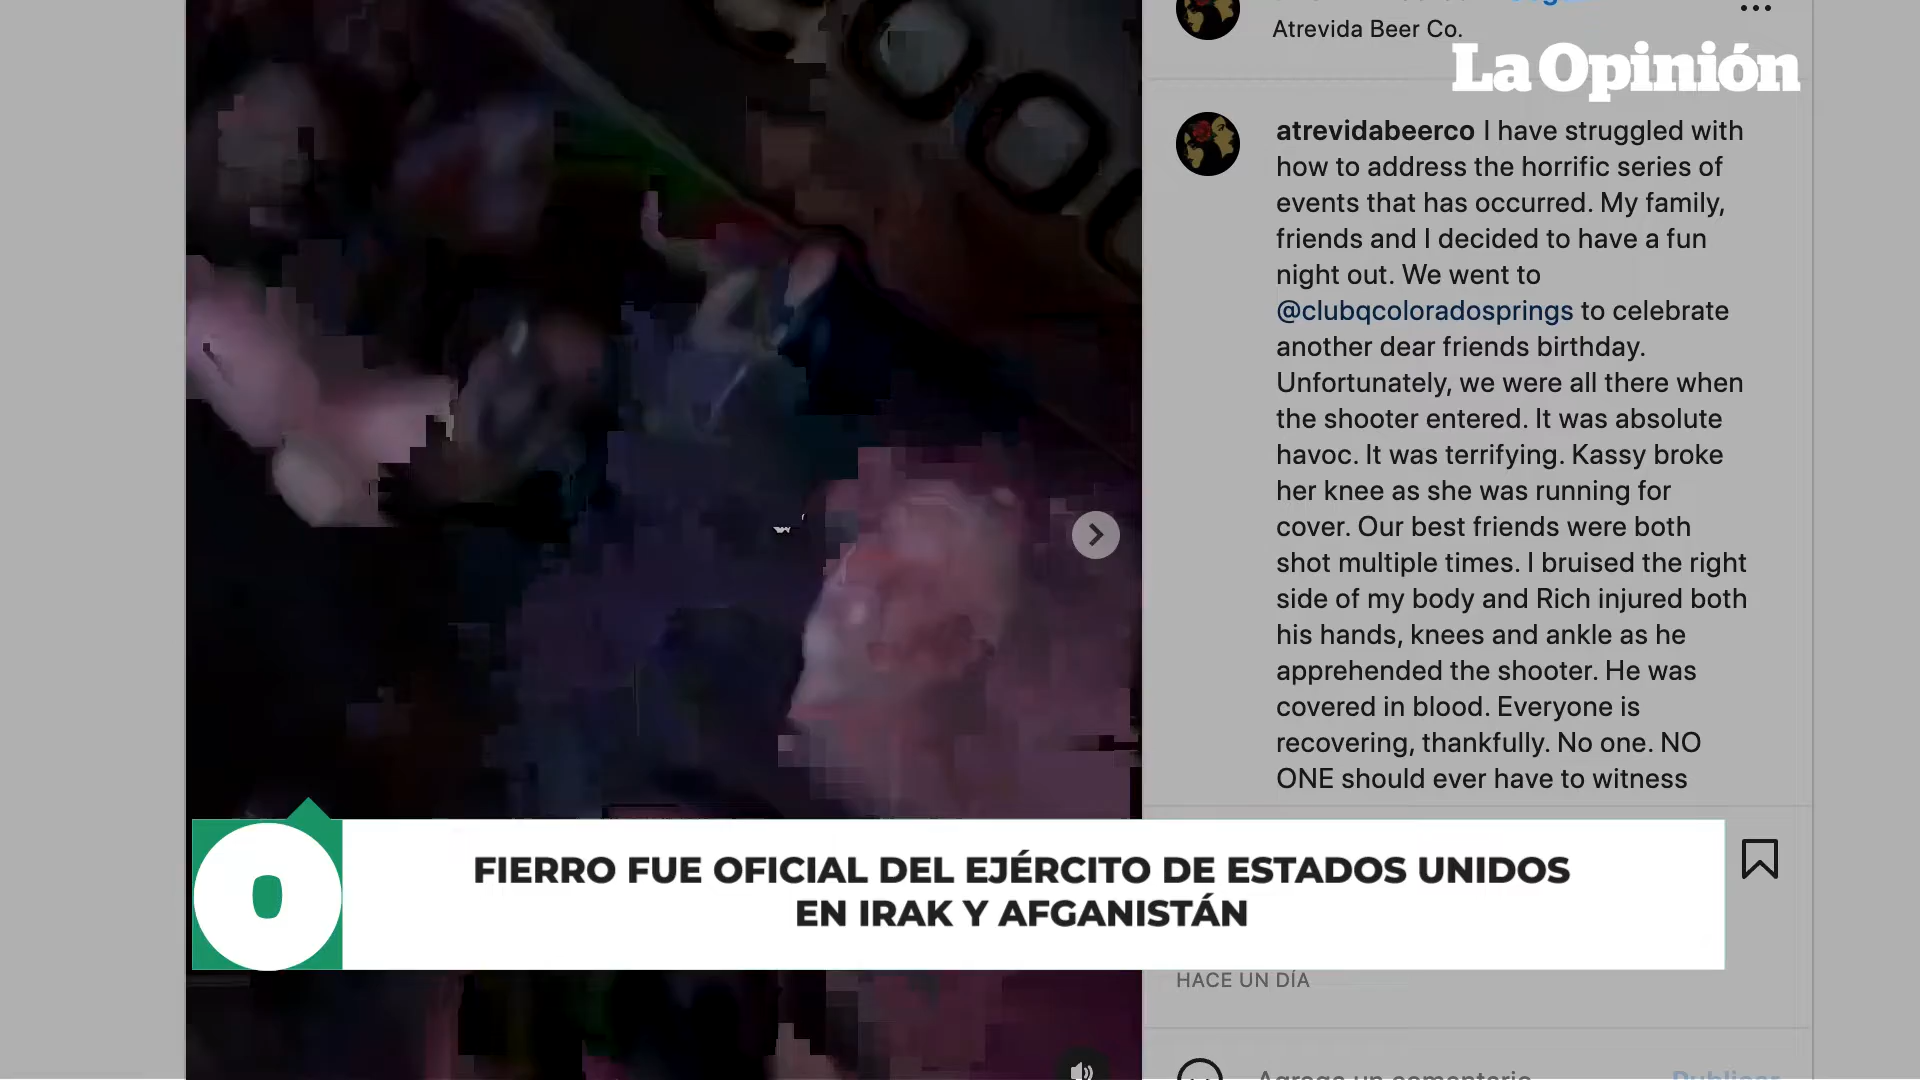 Atrevida Beer Co.
La Opinión
atrevidabeerco I have struggled with
how to address the horrific series of
events that has occurred. My family,
friends and I decided to have a fun
night out. We went to
@clubqcoloradosprings to celebrate
another dear friends birthday.
Unfortunately, we were all there when
the shooter entered. It was absolute
havoc. It was terrifying. Kassy broke
her knee as she was running for
cover. Our best friends were both
shot multiple times. I bruised the right
side of my body and Rich injured both
his hands, knees and ankle as he
apprehended the shooter. He was
covered in blood. Everyone is
recovering, thankfully. No one. NO
ONE should ever have to witness
O
FIERRO FUE OFICIAL DEL EJÉRCITO DE ESTADOS UNIDOS
EN IRAK Y AFGANISTÁN
HACE UN DÍA
Agrega un comentario
Publicar